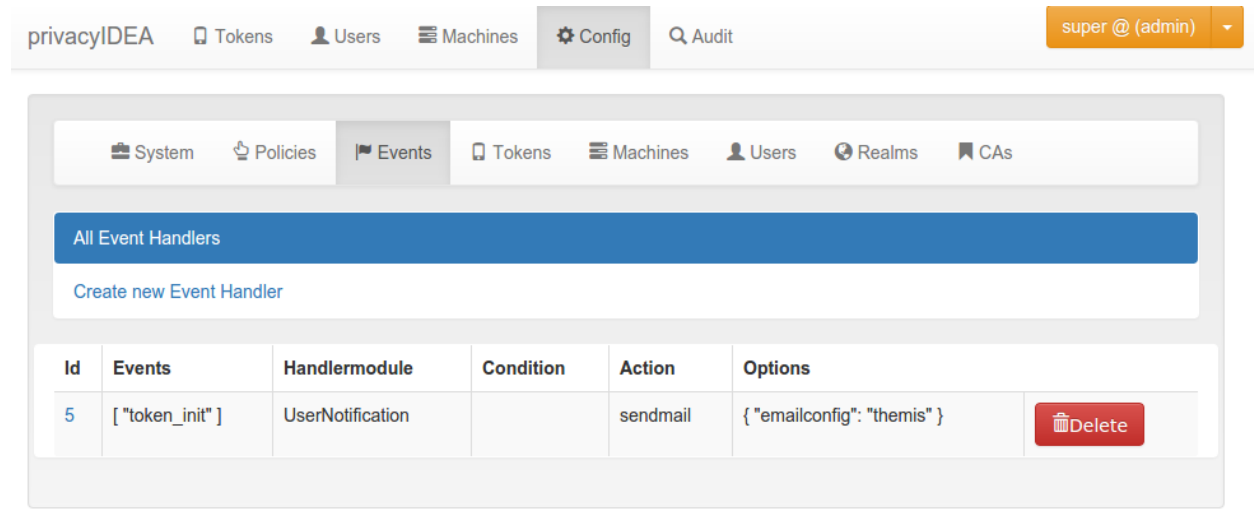 privacyIDEA Tokens Users Machines Config Audit super @ (admin)
System Policies Events Tokens Machines Users Realms CAs
All Event Handlers
Create new Event Handler
Id Events Handlermodule Condition Action Options
5 [ "token_init" ] UserNotification sendmail { "emailconfig": "themis" } Delete